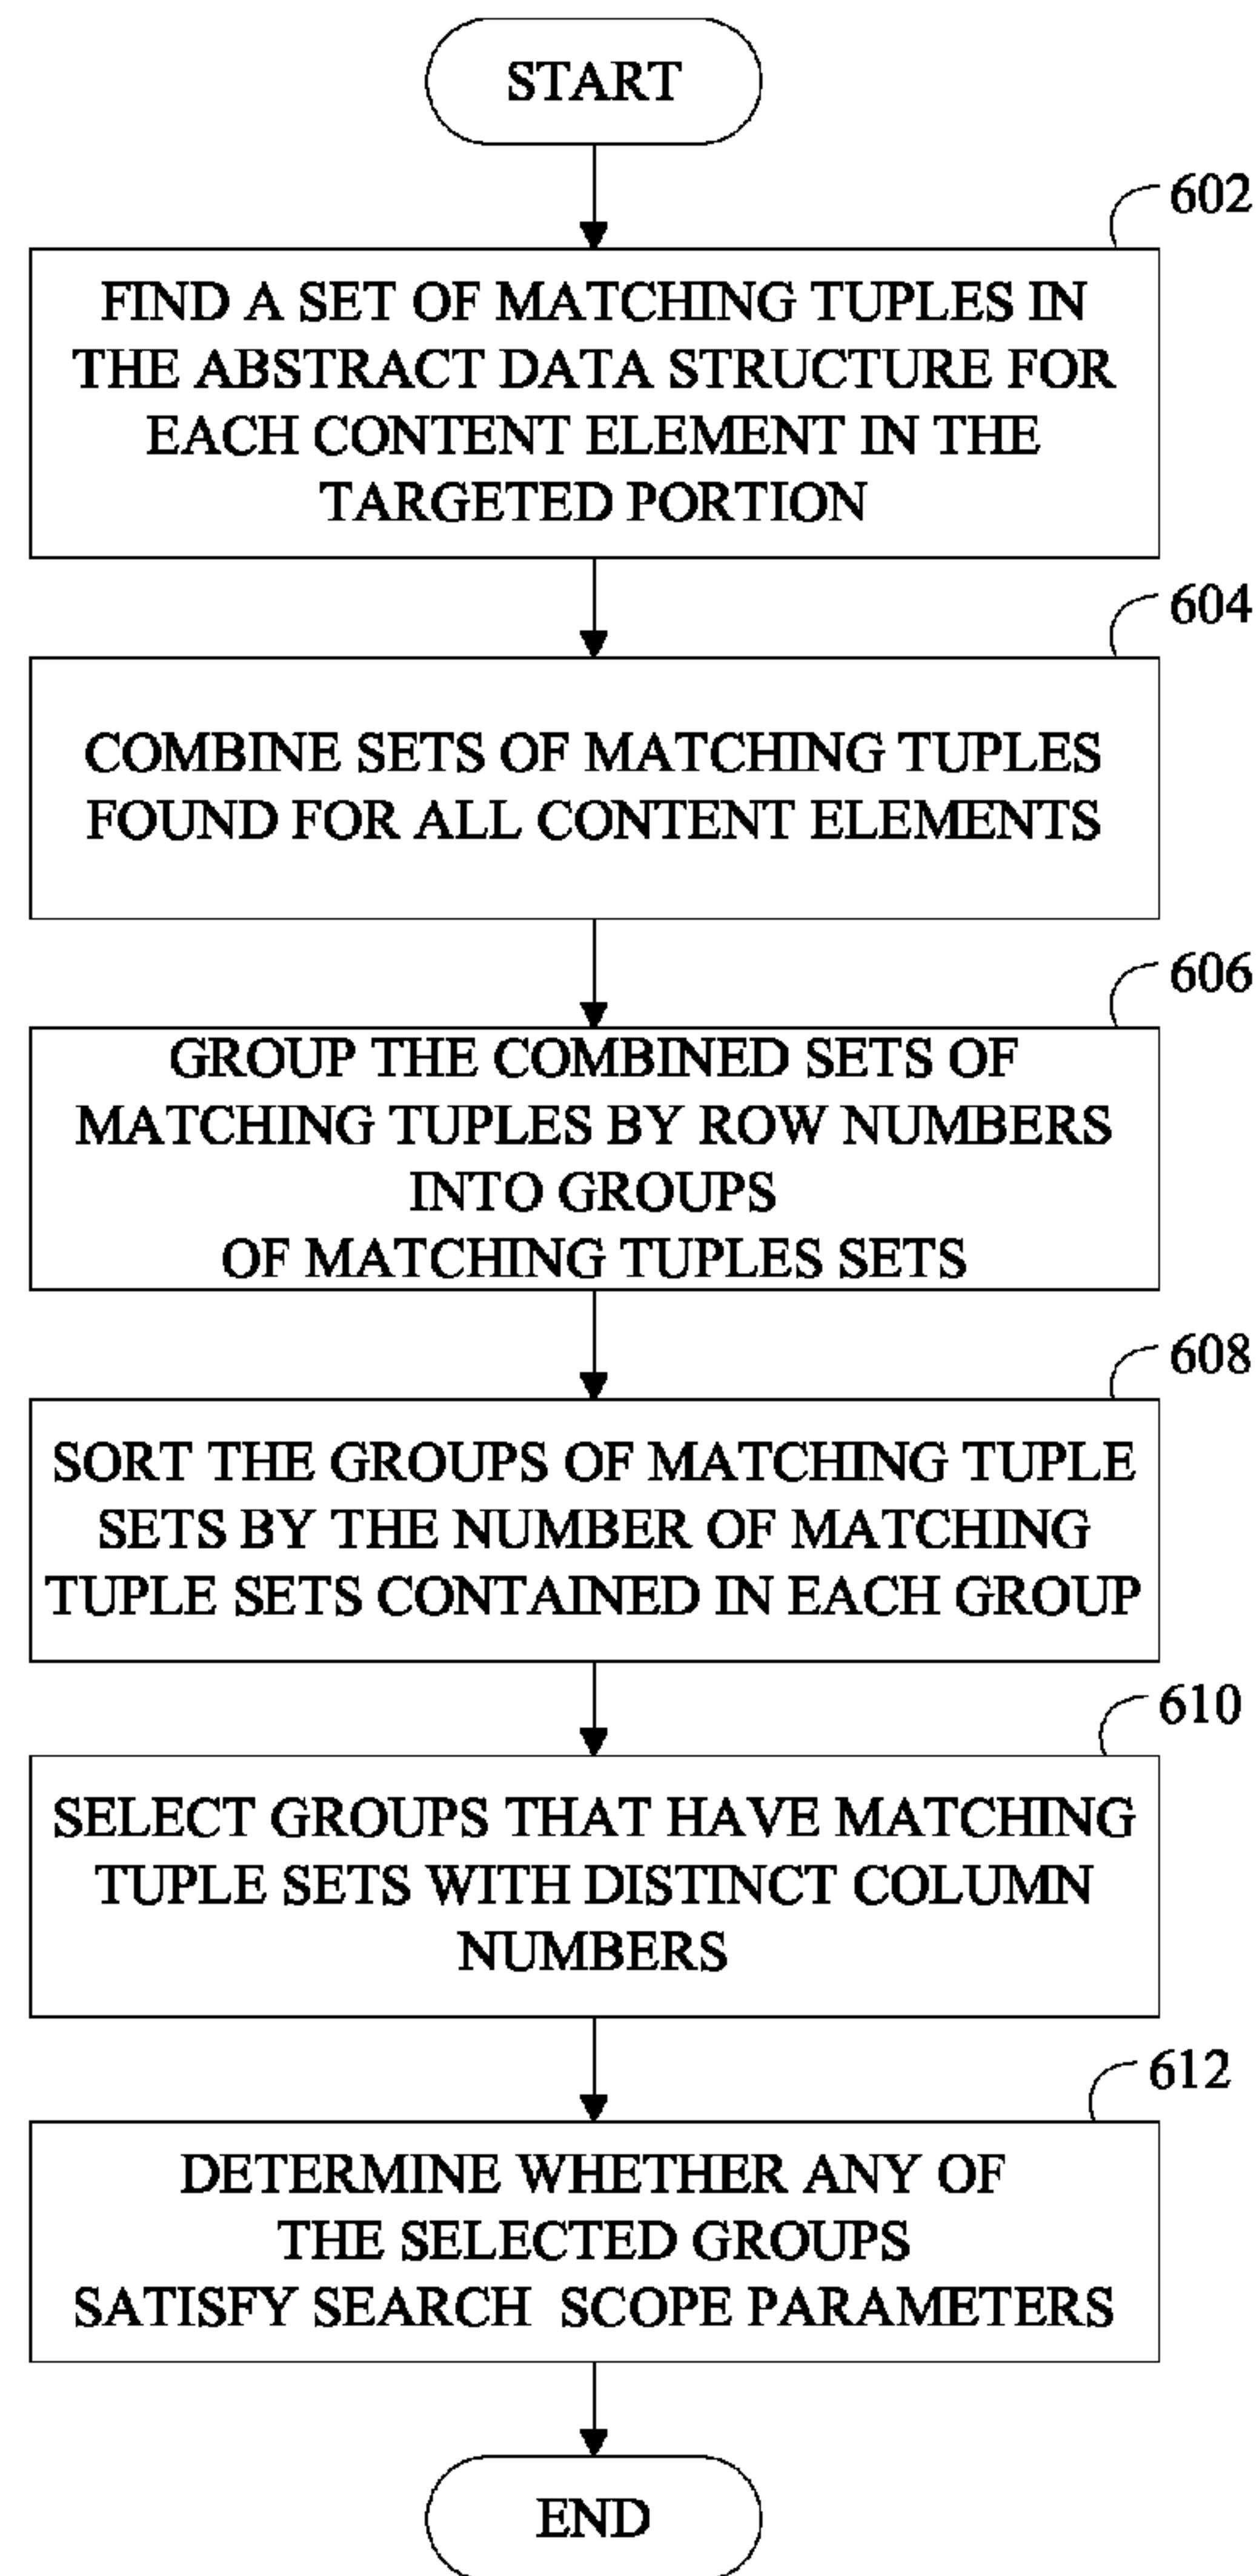 START
602
FIND A SET OF MATCHING TUPLES IN
THE ABSTRACT DATA STRUCTURE FOR
EACH CONTENT ELEMENT IN THE
TARGETED PORTION
604
COMBINE SETS OF MATCHING TUPLES
FOUND FOR ALL CONTENT ELEMENTS
606
GROUP THE COMBINED SETS OF
MATCHING TUPLES BY ROW NUMBERS
INTO GROUPS
OF MATCHING TUPLES SETS
608
SORT THE GROUPS OF MATCHING TUPLE
SETS BY THE NUMBER OF MATCHING
TUPLE SETS CONTAINED IN EACH GROUP
610
SELECT GROUPS THAT HAVE MATCHING
TUPLE SETS WITH DISTINCT COLUMN
NUMBERS
612
DETERMINE WHETHER ANY OF
THE SELECTED GROUPS
SATISFY SEARCH SCOPE PARAMETERS
END